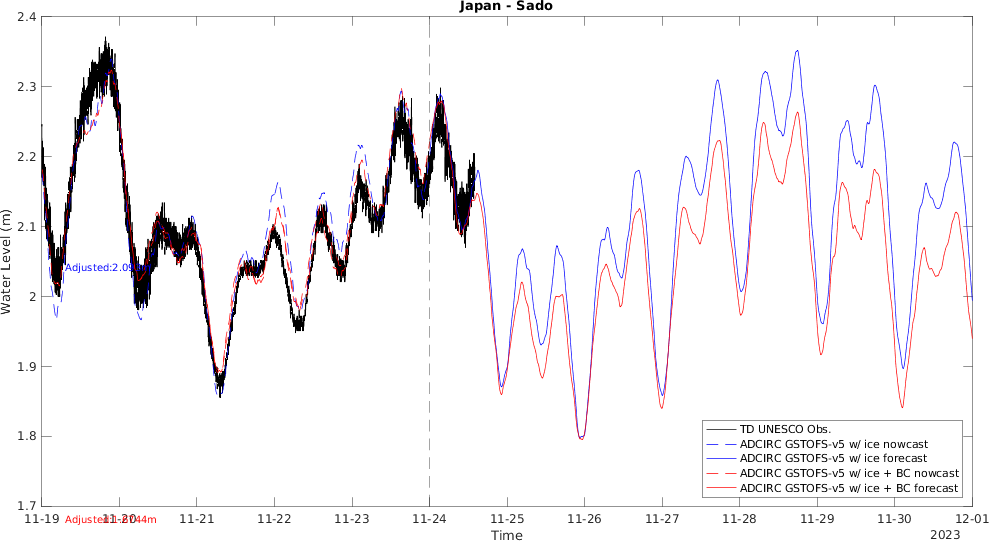 Japan - Sado
2.4
2.3
2.2
2.1
2
1.9
1.8
1.7
Water Level (m)
TD UNESCO Obs.
ADCIRC GSTOFS-v5 w/ ice nowcast
ADCIRC GSTOFS-v5 w/ ice forecast
ADCIRC GSTOFS-v5 w/ ice + BC nowcast
ADCIRC GSTOFS-v5 w/ ice + BC forecast
11-19 11-20 11-21 11-22 11-23 11-24 11-25 11-26 11-27 11-28 11-29 11-30 12-01
Time
2023